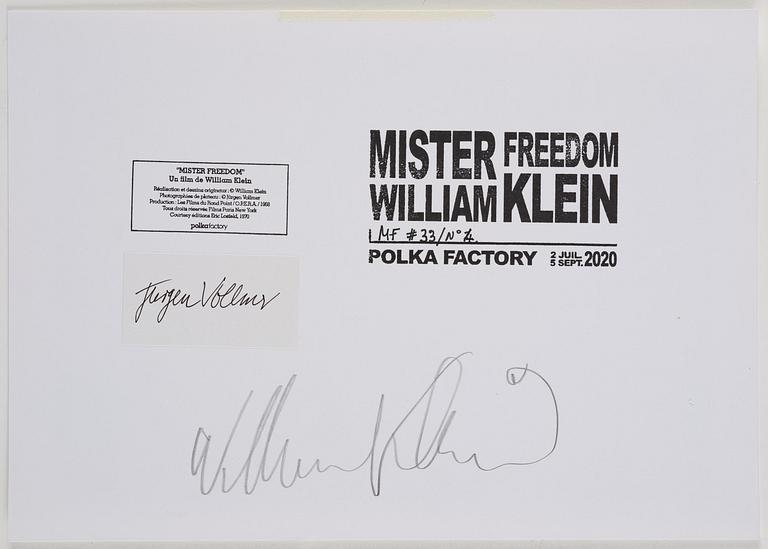 "MISTER FREEDOM"
Un film de William Klein
Réalisation et dessins originaux : © William Klein
Photographies de plateau : © Jürgen Vollmer
Production : Les Films du Rond Point / O.P.E.R.A. / 1968
Tous droits réservés Films Paris New York
Courtesy éditions Eric Losfeld, 1970
polkafactory
Jürgen Vollmer
MISTER FREEDOM
WILLIAM KLEIN
MF #33/N°4
POLKA FACTORY 2 JUIL. 5 SEPT. 2020
William Klein